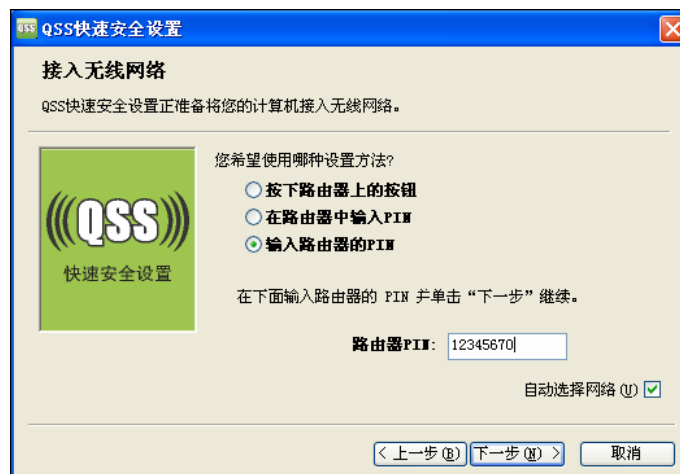 QSS QSS快速安全设置
接入无线网络
QSS快速安全设置正准备将您的计算机接入无线网络。
您希望使用哪种设置方法?
按下路由器上的按钮
在路由器中输入PIN
输入路由器的PIN
QSS
快速安全设置
在下面输入路由器的 PIN 并单击“下一步”继续。
路由器PIN: 12345670
自动选择网络(U)
< 上一步(B) 下一步(N) > 取消